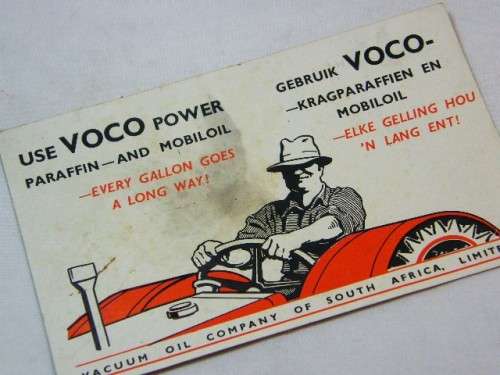 USE VOCO POWER
PARAFFIN—AND MOBILOIL
—EVERY GALLON GOES
A LONG WAY!
GEBRUIK VOCO-
—KRAGPARAFFIEN EN
MOBILOIL
—ELKE GELLING HOU
'N LANG ENT!
VACUUM OIL COMPANY OF SOUTH AFRICA, LIMITE